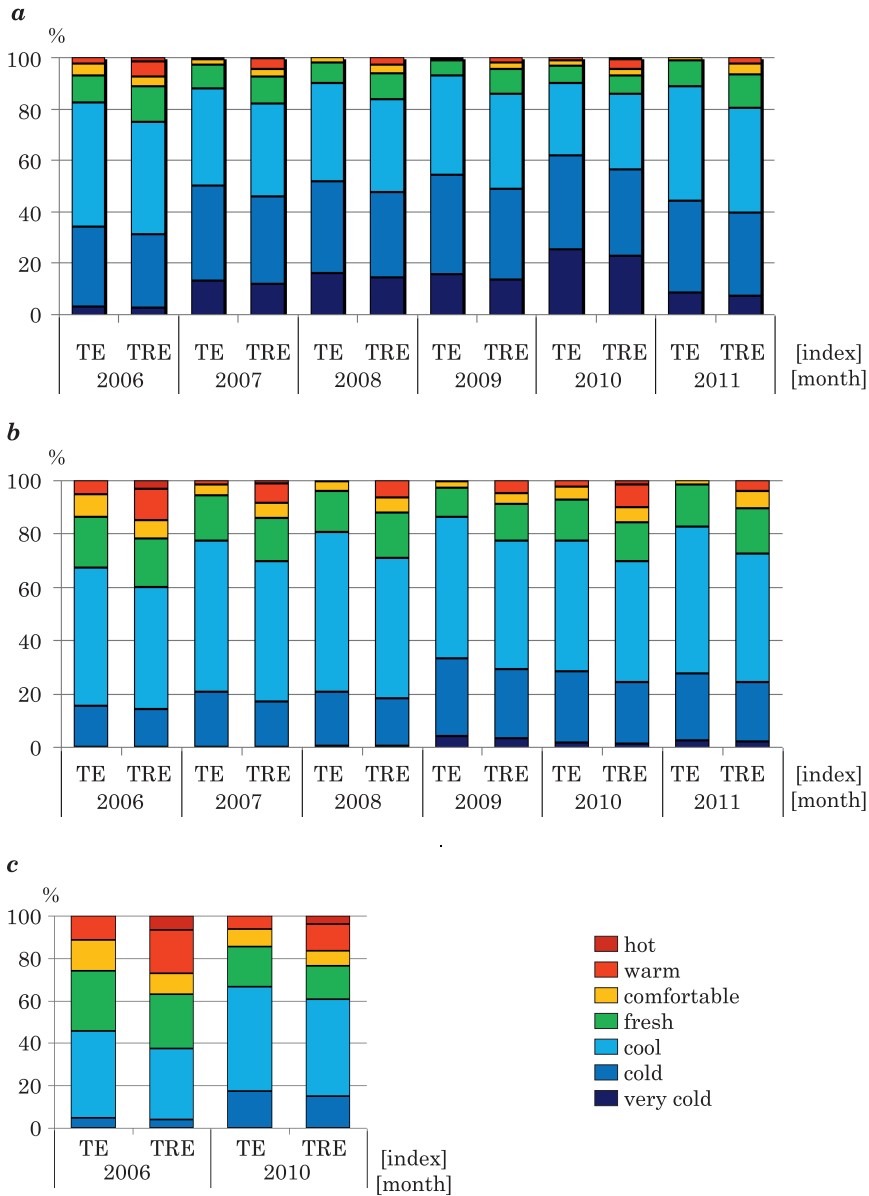 a
%
100
80
60
40
20
0
TE TRE TE TRE TE TRE TE TRE TE TRE TE TRE [index]
2006 2007 2008 2009 2010 2011 [month]
b
%
100
80
60
40
20
0
TE TRE TE TRE TE TRE TE TRE TE TRE TE TRE [index]
2006 2007 2008 2009 2010 2011 [month]
c
%
100
80
60
40
20
0
TE TRE TE TRE [index]
2006 2010 [month]
hot
warm
comfortable
fresh
cool
cold
very cold